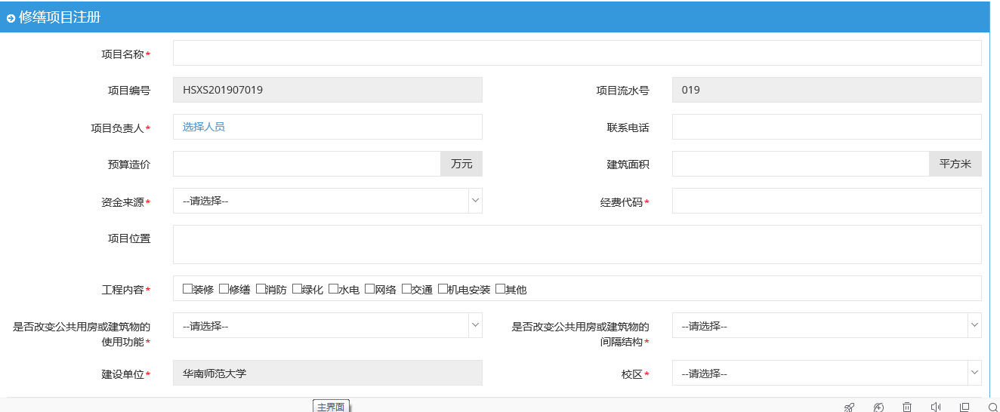 修缮项目注册
项目名称*
项目编号 HSXS201907019 项目流水号 019
项目负责人* 选择人员 联系电话
预算造价 万元 建筑面积 平方米
资金来源* --请选择-- 经费代码*
项目位置
工程内容* 装修 修缮 消防 绿化 水电 网络 交通 机电安装 其他
是否改变公共用房或建筑物的 --请选择-- 是否改变公共用房或建筑物的 --请选择--
使用功能* 间隔结构*
建设单位* 华南师范大学 校区* --请选择--
主界面